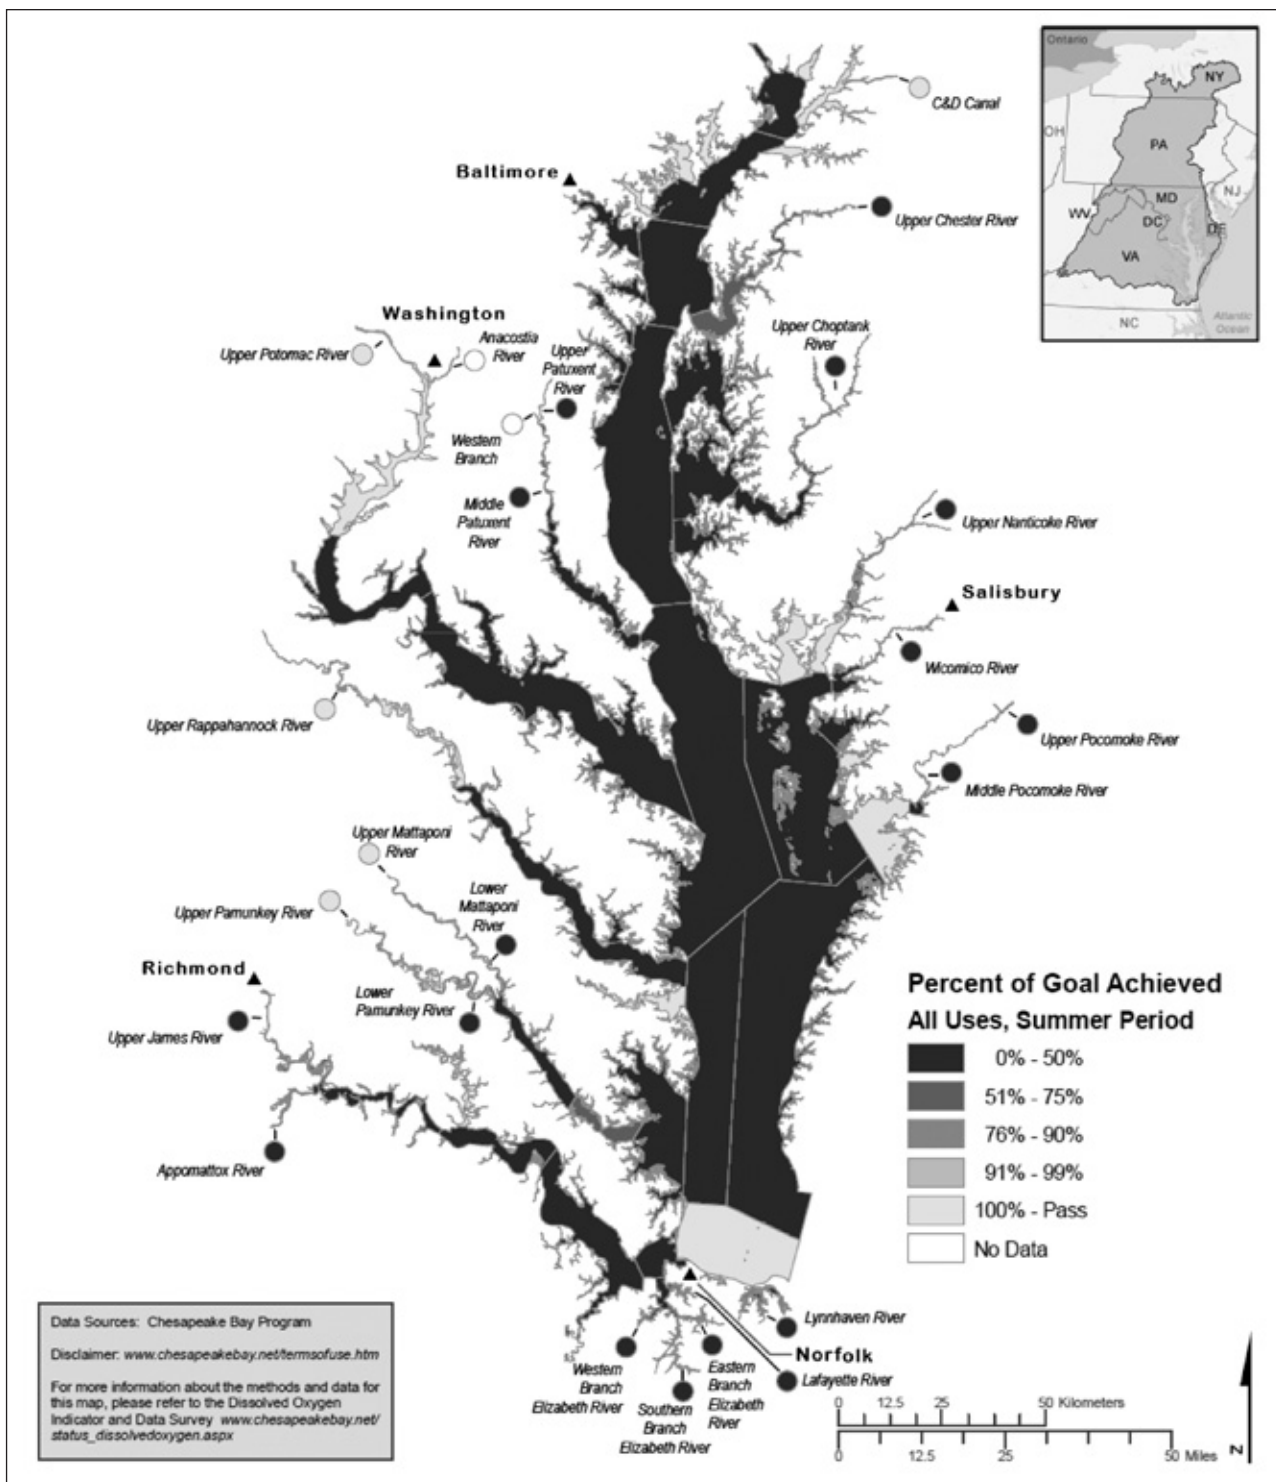 Ontario
NY
OH
PA
NJ
MD
WV
DC
DE
VA
NC
Atlantic
Ocean
C&D Canal
Baltimore
Upper Chester River
Washington
Upper Potomac River
Anacostia
River
Upper
Patuxent
River
Upper Choptank
River
Western
Branch
Middle
Patuxent
River
Upper Nanticoke River
Salisbury
Wicomico River
Upper Rappahannock River
Upper Pocomoke River
Middle Pocomoke River
Upper Mattaponi
River
Lower
Mattaponi
River
Upper Pamunkey River
Richmond
Lower
Pamunkey River
Upper James River
Appomattox River
Percent of Goal Achieved
All Uses, Summer Period
0% - 50%
51% - 75%
76% - 90%
91% - 99%
100% - Pass
No Data
Lynnhaven River
Norfolk
Lafayette River
Western
Branch
Elizabeth River
Southern
Branch
Elizabeth River
Eastern
Branch
Elizabeth
River
Data Sources: Chesapeake Bay Program
Disclaimer: www.chesapeakebay.net/termsofuse.htm
For more information about the methods and data for
this map, please refer to the Dissolved Oxygen
Indicator and Data Survey www.chesapeakebay.net/
status_dissolvedoxygen.aspx
0 12.5 25 50 Kilometers
0 12.5 25 50 Miles
N